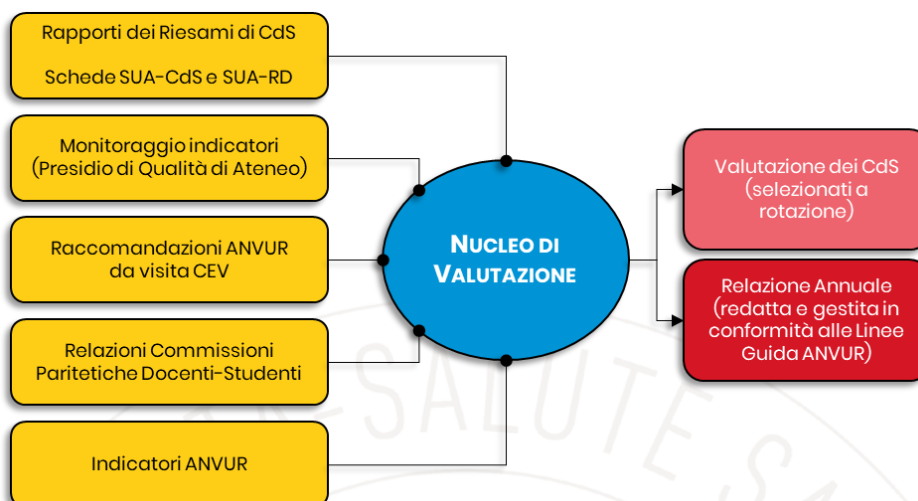 Rapporti dei Riesami di CdS
Schede SUA-CdS e SUA-RD
Monitoraggio indicatori
(Presidio di Qualità di Ateneo)
Raccomandazioni ANVUR
da visita CEV
Relazioni Commissioni
Paritetiche Docenti-Studenti
Indicatori ANVUR
NUCLEO DI
VALUTAZIONE
Valutazione dei CdS
(selezionati a
rotazione)
Relazione Annuale
(redatta e gestita in
conformità alle Linee
Guida ANVUR)
SALUTE